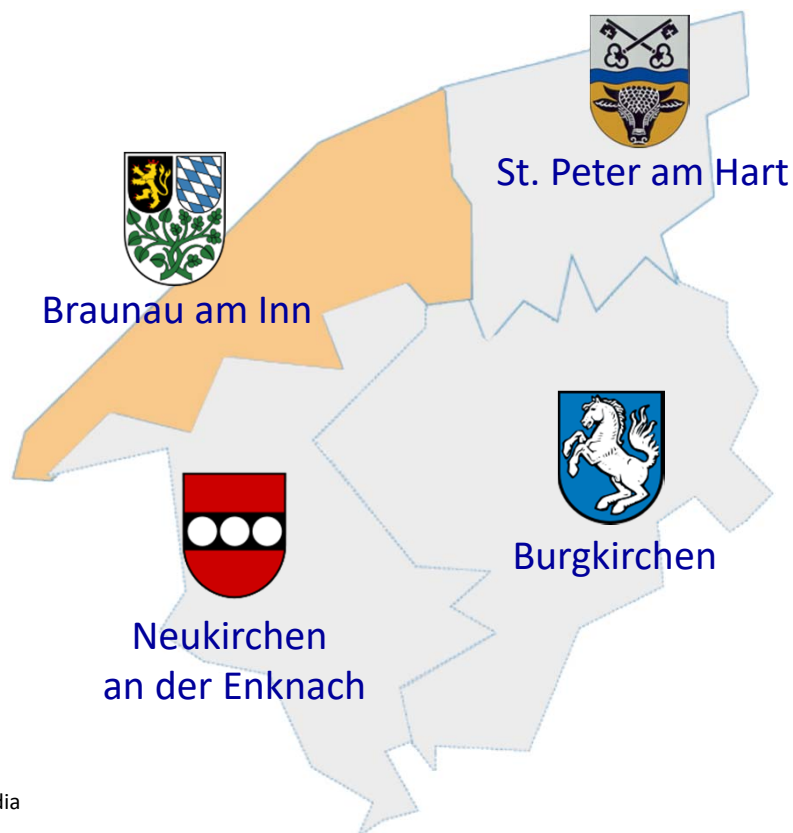 St. Peter am Hart
Braunau am Inn
Burgkirchen
Neukirchen
an der Enknach